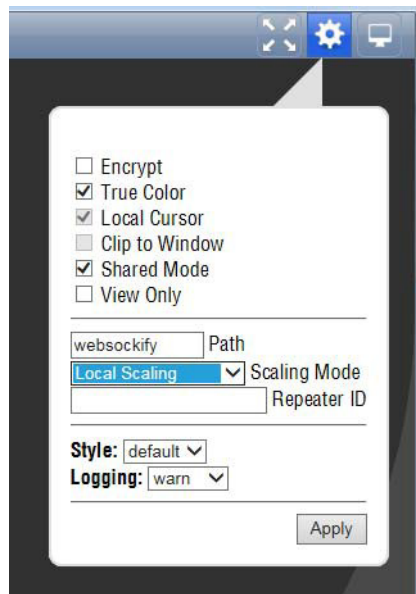 Encrypt
True Color
Local Cursor
Clip to Window
Shared Mode
View Only
websockify Path
Local Scaling Scaling Mode
Repeater ID
Style: default
Logging: warn
Apply